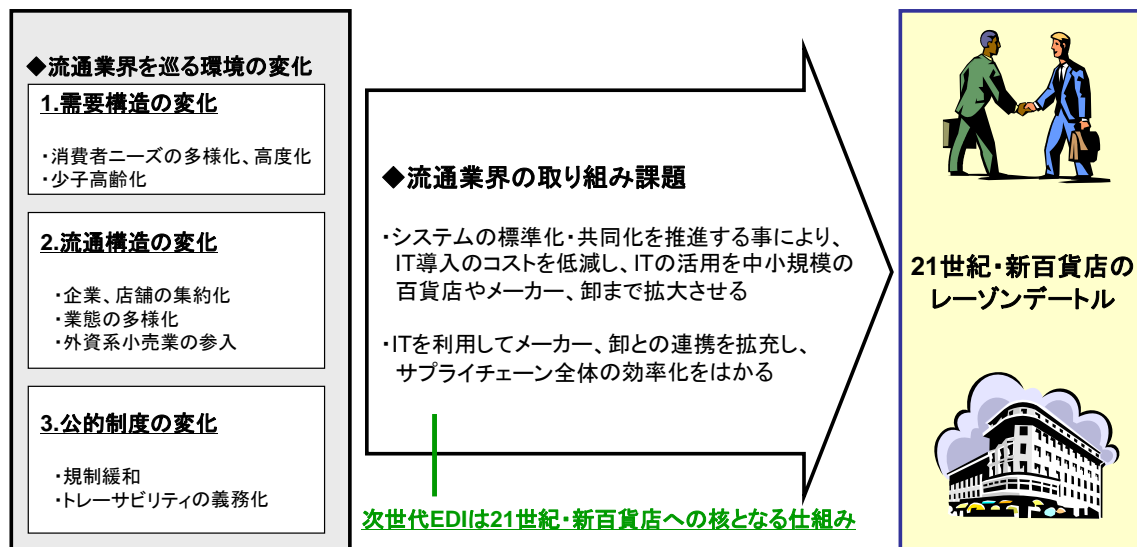 ◆流通業界を巡る環境の変化
1.需要構造の変化
・消費者ニーズの多様化、高度化
・少子高齢化
2.流通構造の変化
・企業、店舗の集約化
・業態の多様化
・外資系小売業の参入
3.公的制度の変化
・規制緩和
・トレーサビリティの義務化
◆流通業界の取り組み課題
・システムの標準化・共同化を推進する事により、
IT導入のコストを低減し、ITの活用を中小規模の
百貨店やメーカー、卸まで拡大させる
・ITを利用してメーカー、卸との連携を拡充し、
サプライチェーン全体の効率化をはかる
次世代EDIは21世紀・新百貨店への核となる仕組み
21世紀・新百貨店の
レーゾンデートル